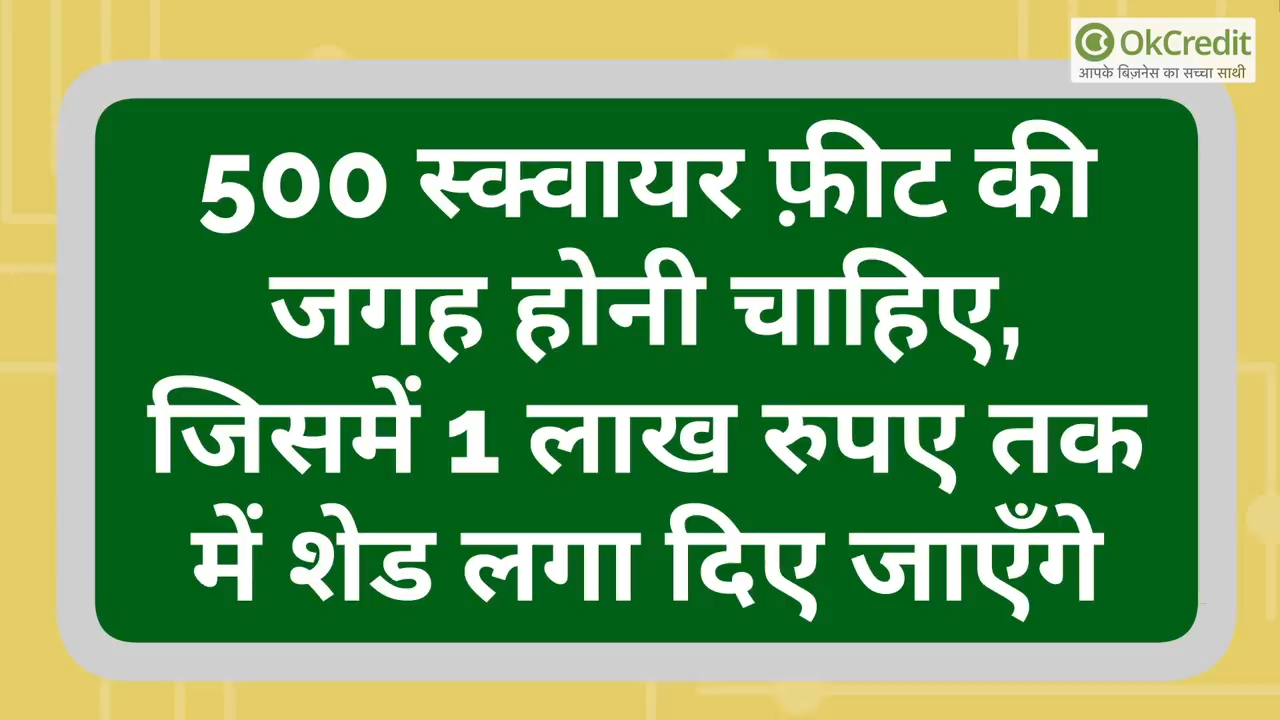 OkCredit
आपके बिज़नेस का सच्चा साथी
500 स्क्वायर फ़ीट की
जगह होनी चाहिए,
जिसमें 1 लाख रुपए तक
में शेड लगा दिए जाएँगे